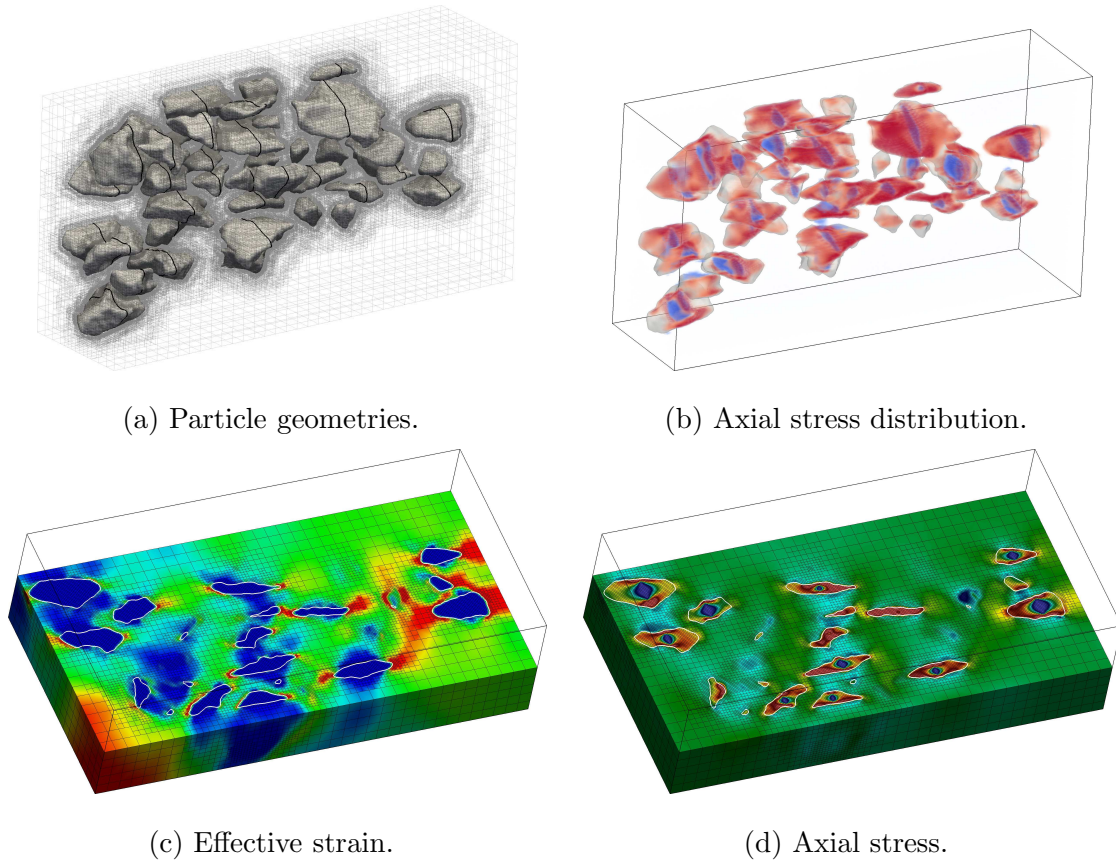 (a) Particle geometries.
(b) Axial stress distribution.
(c) Effective strain.
(d) Axial stress.